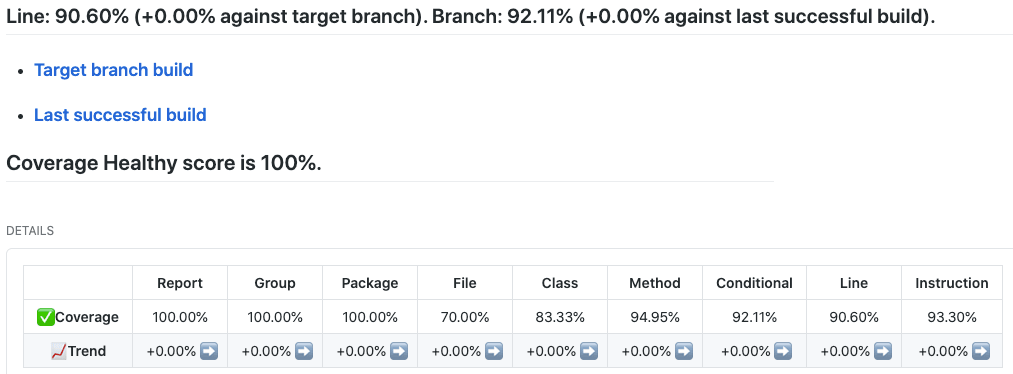 Line: 90.60% (+0.00% against target branch). Branch: 92.11% (+0.00% against last successful build).
Target branch build
Last successful build
Coverage Healthy score is 100%.
DETAILS
Report Group Package File Class Method Conditional Line Instruction
Coverage 100.00% 100.00% 100.00% 70.00% 83.33% 94.95% 92.11% 90.60% 93.30%
Trend +0.00% +0.00% +0.00% +0.00% +0.00% +0.00% +0.00% +0.00% +0.00%